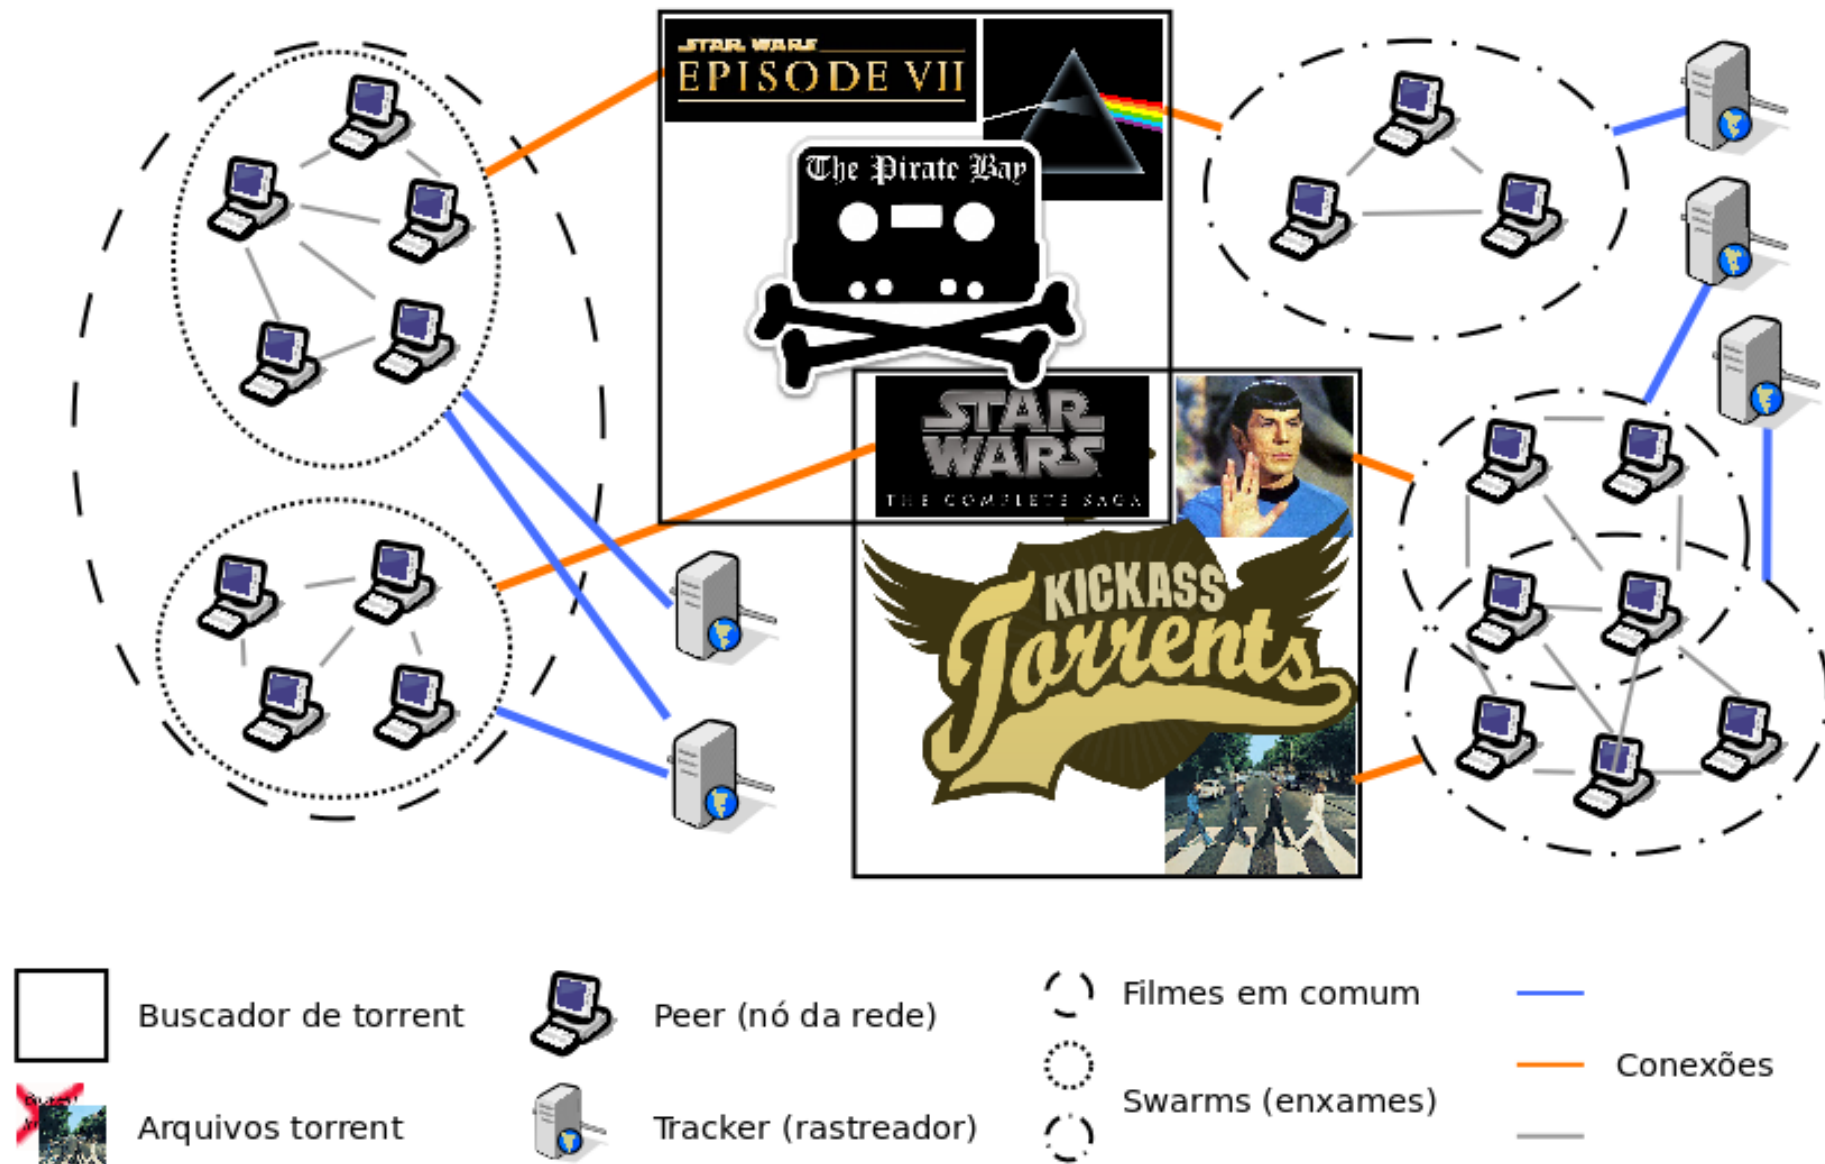 STAR WARS
EPISODE VII
The Pirate Bay
STAR
WARS
THE COMPLETE SAGA
KICKASS
Torrents
Buscador de torrent
Peer (nó da rede)
Filmes em comum
Conexões
Arquivos torrent
Tracker (rastreador)
Swarms (enxames)